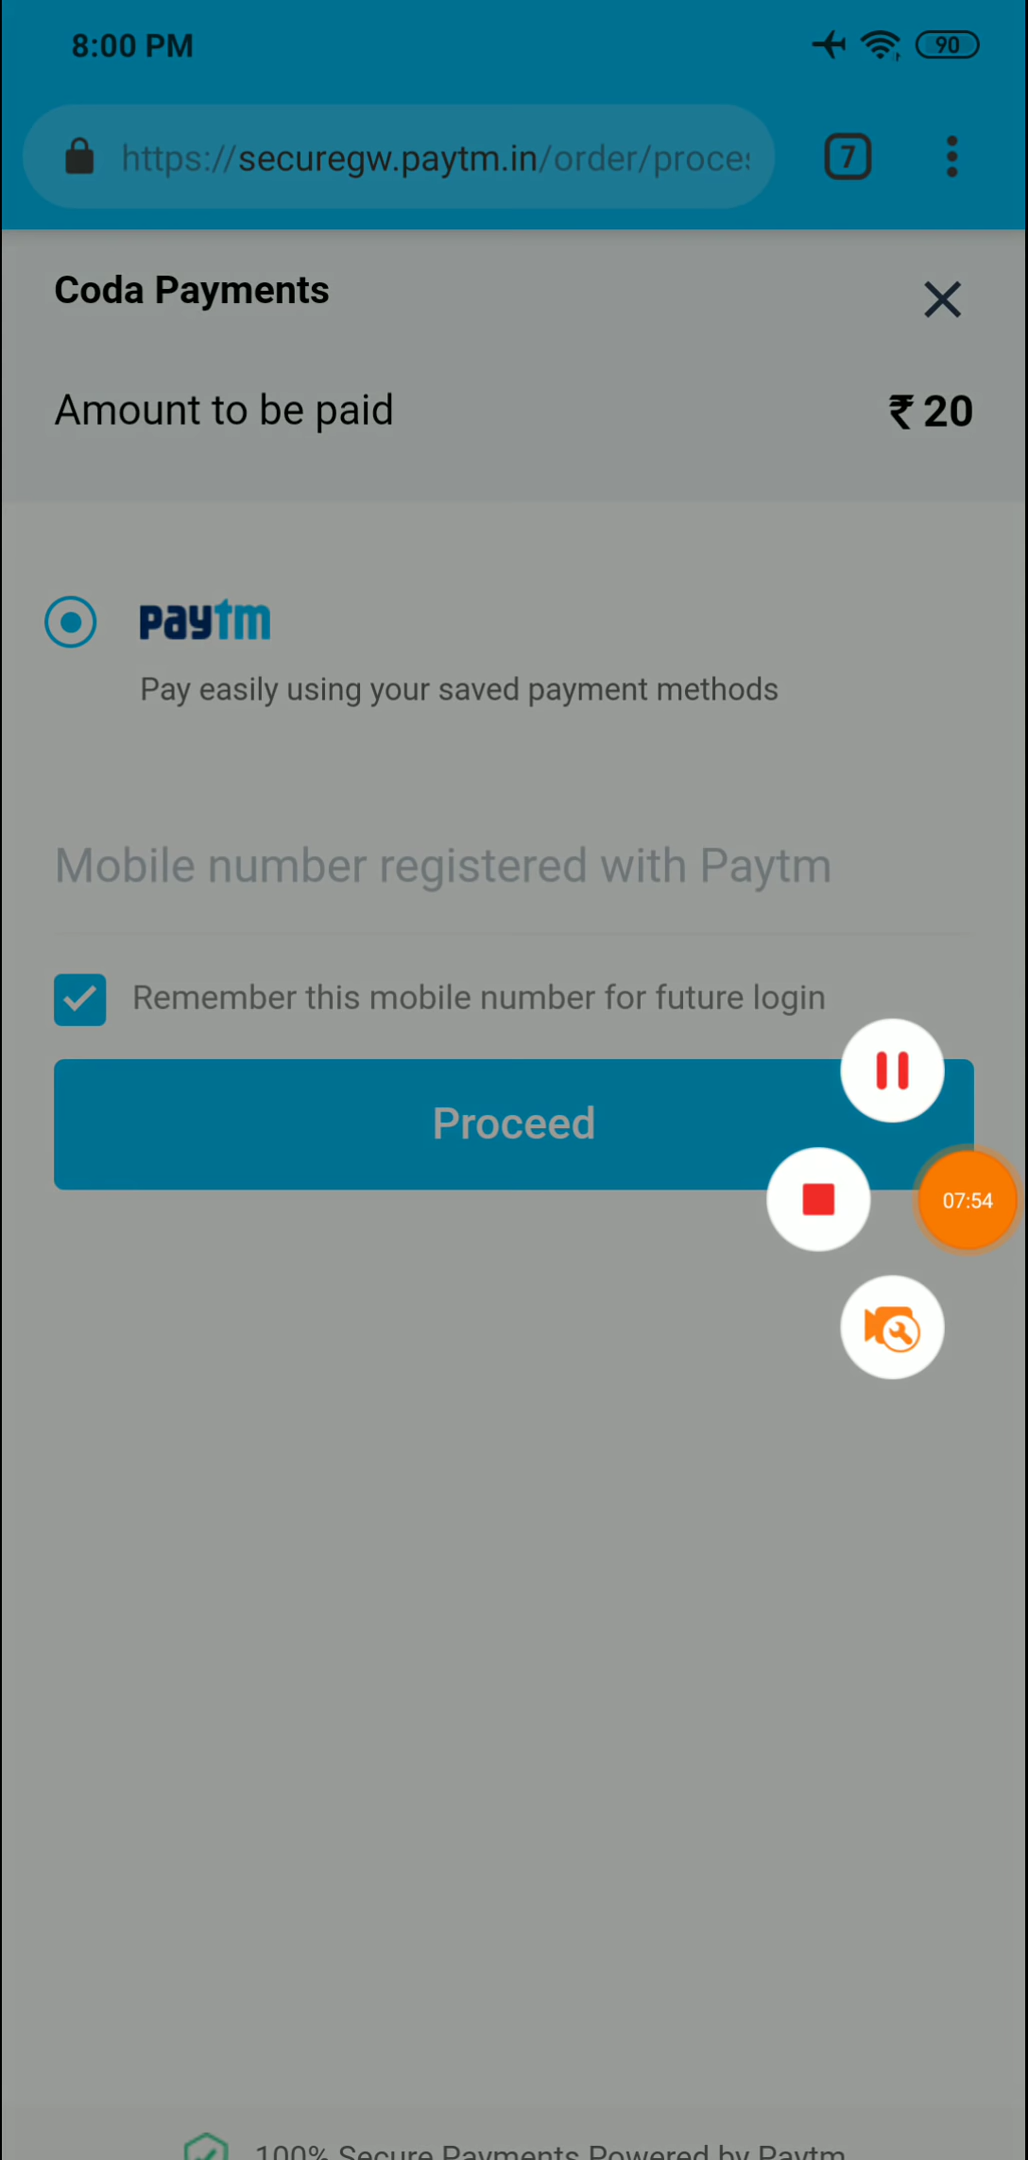 8:00 PM
90
https://securegw.paytm.in/order/proces
7
Coda Payments
Amount to be paid
₹ 20
paytm
Pay easily using your saved payment methods
Mobile number registered with Paytm
Remember this mobile number for future login
Proceed
07:54
100% Secure Payments Powered by Paytm